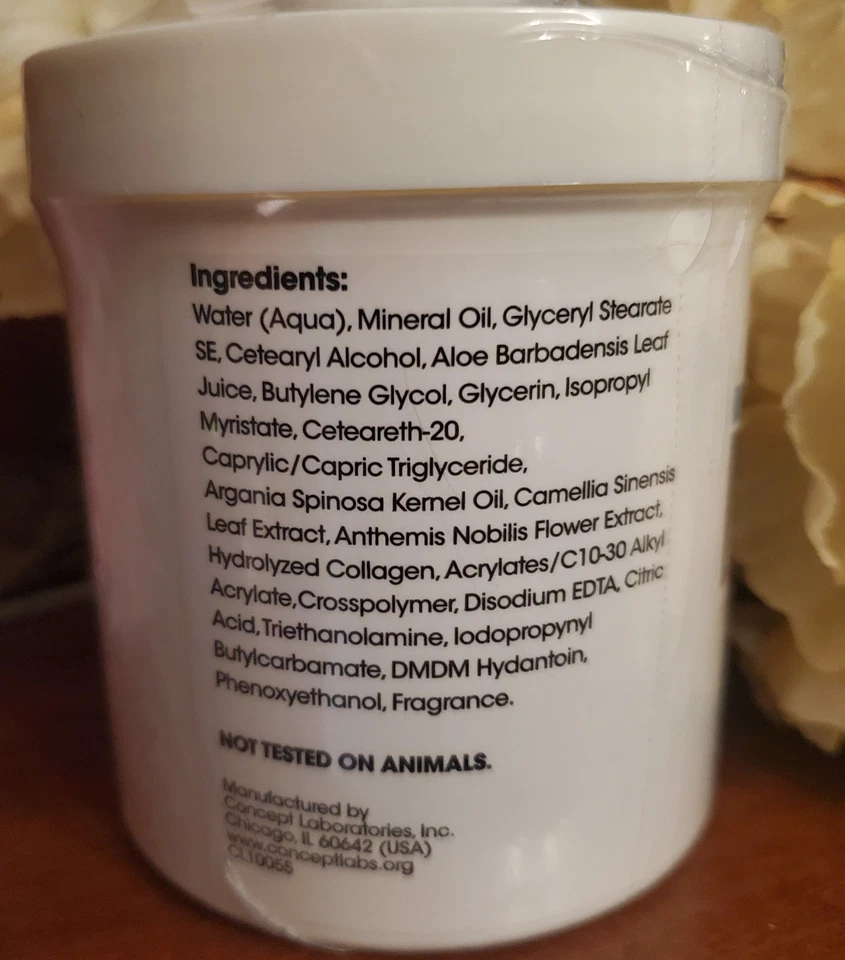 Ingredients:
Water (Aqua), Mineral Oil, Glyceryl Stearate
SE, Cetearyl Alcohol, Aloe Barbadensis Leaf
Juice, Butylene Glycol, Glycerin, Isopropyl
Myristate, Ceteareth-20,
Caprylic/Capric Triglyceride,
Argania Spinosa Kernel Oil, Camellia Sinensis
Leaf Extract, Anthemis Nobilis Flower Extract,
Hydrolyzed Collagen, Acrylates/C10-30 Alkyl
Acrylate,Crosspolymer, Disodium EDTA, Citric
Acid, Triethanolamine, Iodopropynyl
Butylcarbamate, DMDM Hydantoin,
Phenoxyethanol, Fragrance.
NOT TESTED ON ANIMALS.
Manufactured by
Concept Laboratories, Inc.
Chicago, IL 60642 (USA)
www.conceptlabs.org
CL10055